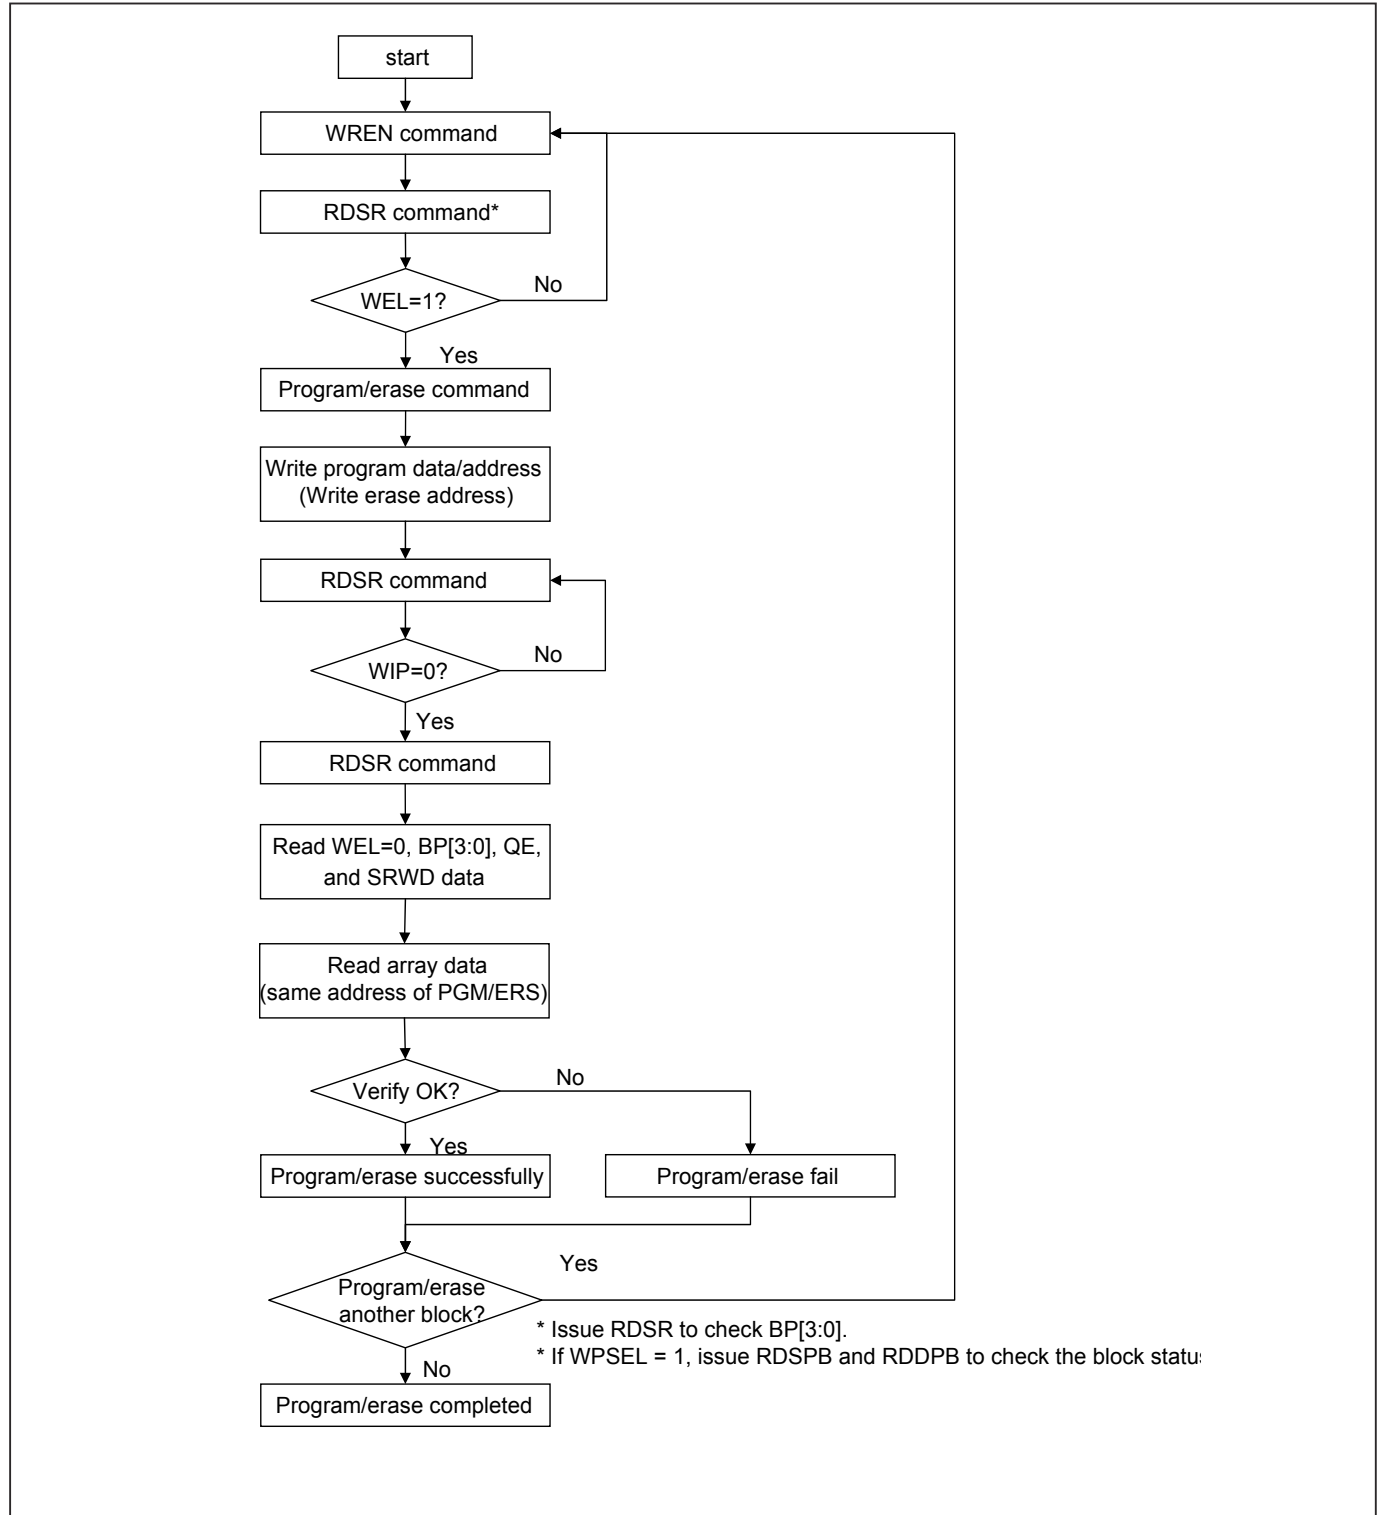 start
WREN command
RDSR command*
WEL=1?
No
Yes
Program/erase command
Write program data/address
(Write erase address)
RDSR command
WIP=0?
No
Yes
RDSR command
Read WEL=0, BP[3:0], QE,
and SRWD data
Read array data
(same address of PGM/ERS)
Verify OK?
No
Yes
Program/erase successfully
Program/erase fail
Yes
Program/erase
another block?
* Issue RDSR to check BP[3:0].
* If WPSEL = 1, issue RDSPB and RDDPB to check the block
No
Program/erase completed